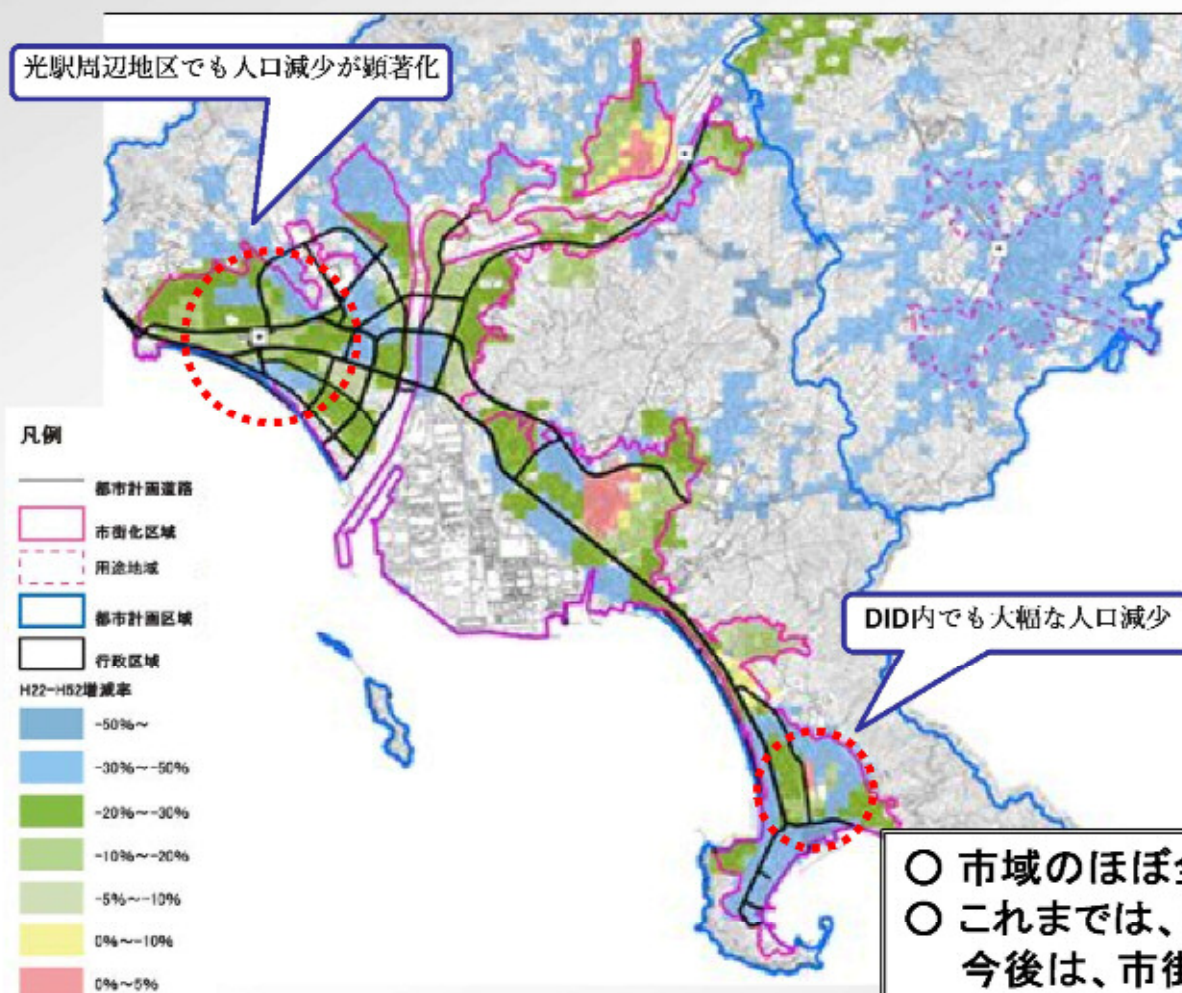 光駅周辺地区でも人口減少が顕著化
凡例
都市計画道路
市街化区域
用途地域
都市計画区域
行政区域
H22-H52増減率
-50%~
-30%~-50%
-20%~-30%
-10%~-20%
-5%~-10%
0%~-10%
0%~5%
DID内でも大幅な人口減少
○ 市域のほぼ
○ これまでは、
今後は、市街